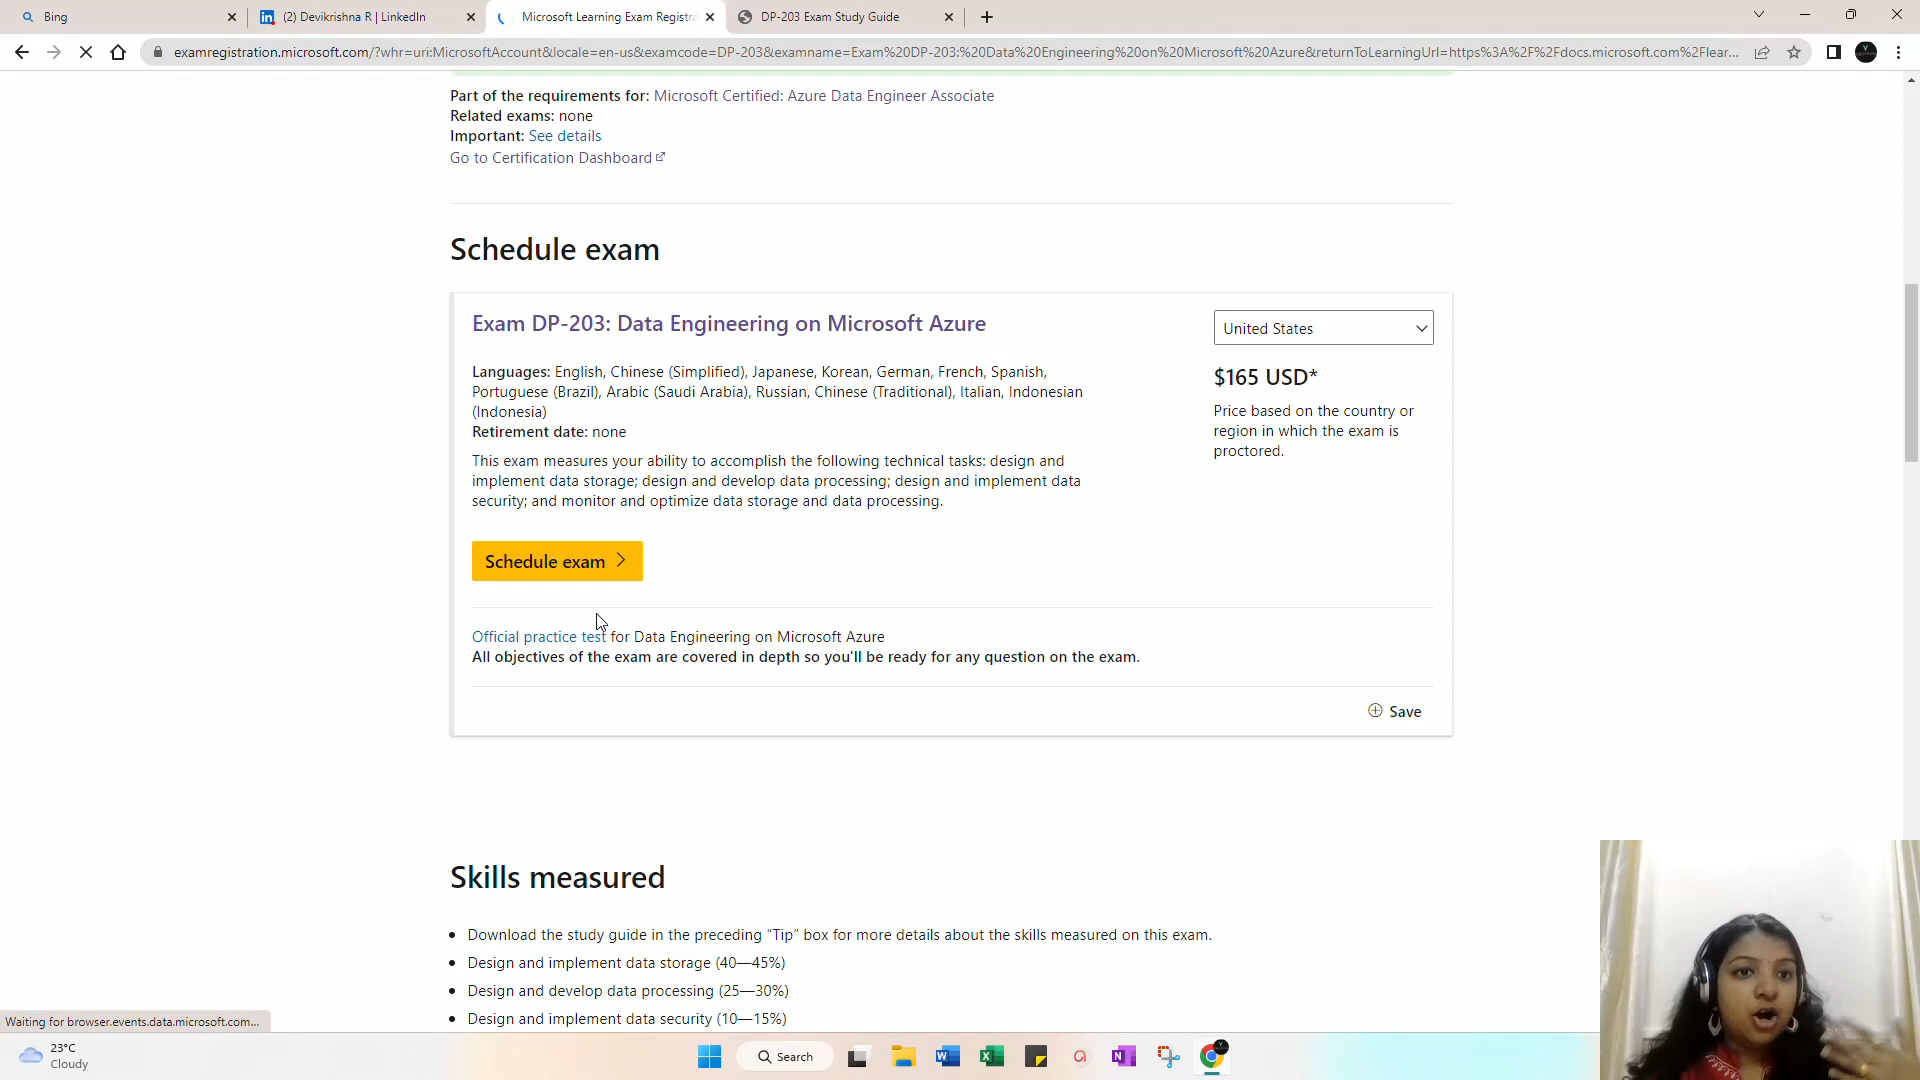 Bing
(2) Devikrishna R | LinkedIn
Microsoft Learning Exam Registra
DP-203 Exam Study Guide
examregistration.microsoft.com/?whr=uri:MicrosoftAccount&locale=en-us&examcode=DP-203&examname=Exam%20DP-203:%20Data%20Engineering%20on%20Microsoft%20Azure&returnToLearningUrl=https%3A%2F%2Fdocs.microsoft.com%2Flear...
Part of the requirements for: Microsoft Certified: Azure Data Engineer Associate
Related exams: none
Important: See details
Go to Certification Dashboard
Schedule exam
Exam DP-203: Data Engineering on Microsoft Azure
United States
Languages: English, Chinese (Simplified), Japanese, Korean, German, French, Spanish,
Portuguese (Brazil), Arabic (Saudi Arabia), Russian, Chinese (Traditional), Italian, Indonesian
(Indonesia)
Retirement date: none
$165 USD*
Price based on the country or
region in which the exam is
proctored.
This exam measures your ability to accomplish the following technical tasks: design and
implement data storage; design and develop data processing; design and implement data
security; and monitor and optimize data storage and data processing.
Schedule exam
Official practice test for Data Engineering on Microsoft Azure
All objectives of the exam are covered in depth so you'll be ready for any question on the exam.
Save
Skills measured
Download the study guide in the preceding “Tip” box for more details about the skills measured on this exam.
Design and implement data storage (40—45%)
Design and develop data processing (25—30%)
Design and implement data security (10—15%)
Waiting for browser.events.data.microsoft.com...
23°C
Cloudy
Search